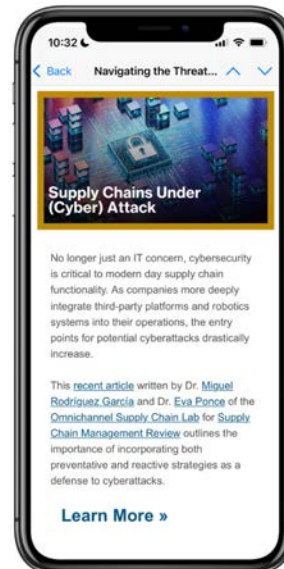 10:32
Back Navigating the Threat...
Supply Chains Under
(Cyber) Attack
No longer just an IT concern, cybersecurity
is critical to modern day supply chain
functionality. As companies more deeply
integrate third-party platforms and robotics
systems into their operations, the entry
points for potential cyberattacks drastically
increase.
This recent article written by Dr. Miguel
Rodríguez García and Dr. Eva Ponce of the
Omnichannel Supply Chain Lab for Supply
Chain Management Review outlines the
importance of incorporating both
preventative and reactive strategies as a
defense to cyberattacks.
Learn More »